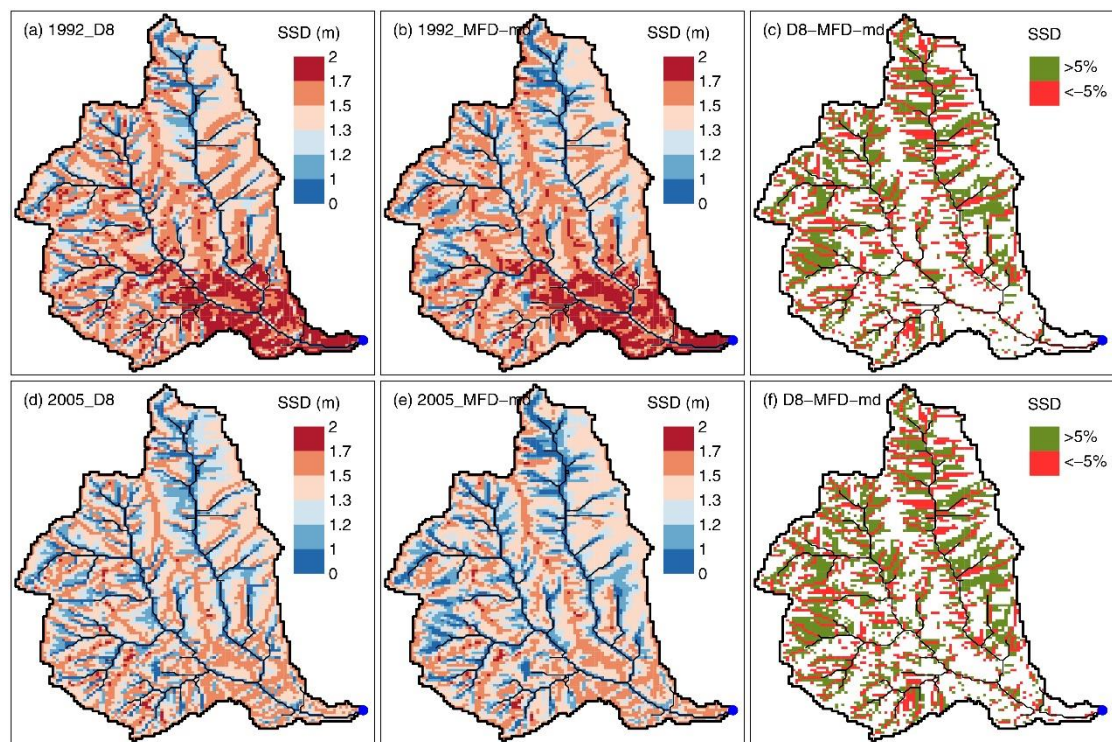 (a) 1992_D8
SSD (m)
2
1.7
1.5
1.3
1.2
1
0
(b) 1992_MFD-md
SSD (m)
2
1.7
1.5
1.3
1.2
1
0
(c) D8-MFD-md
SSD
>5%
<-5%
(d) 2005_D8
SSD (m)
2
1.7
1.5
1.3
1.2
1
0
(e) 2005_MFD-md
SSD (m)
2
1.7
1.5
1.3
1.2
1
0
(f) D8-MFD-md
SSD
>5%
<-5%